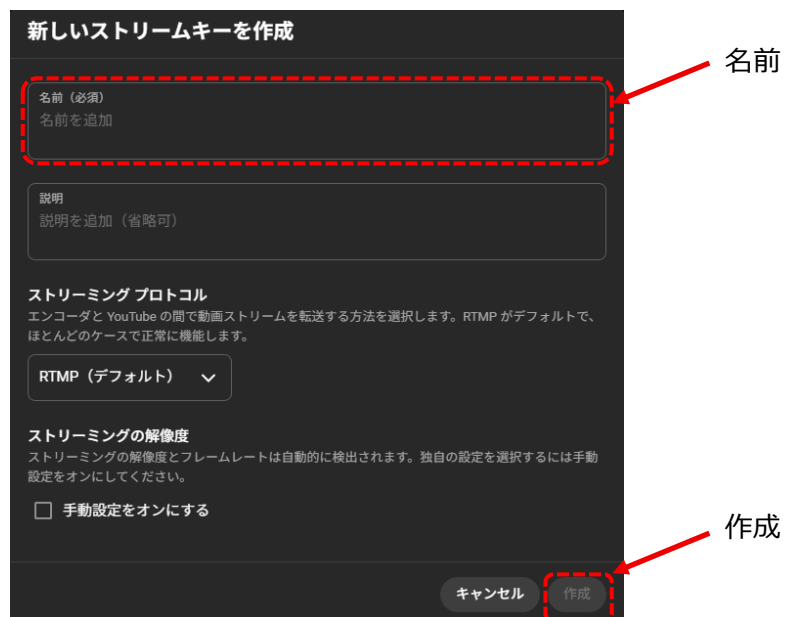 新しいストリームキーを作成
名前
名前（必須）
名前を追加
説明
説明を追加（省略可）
ストリーミング プロトコル
エンコーダと YouTube の間で動画ストリームを転送する方法を選択します。RTMP がデフォルトで、
ほとんどのケースで正常に機能します。
RTMP（デフォルト）
ストリーミングの解像度
ストリーミングの解像度とフレームレートは自動的に検出されます。独自の設定を選択するには手動
設定をオンにしてください。
手動設定をオンにする
作成
キャンセル
作成